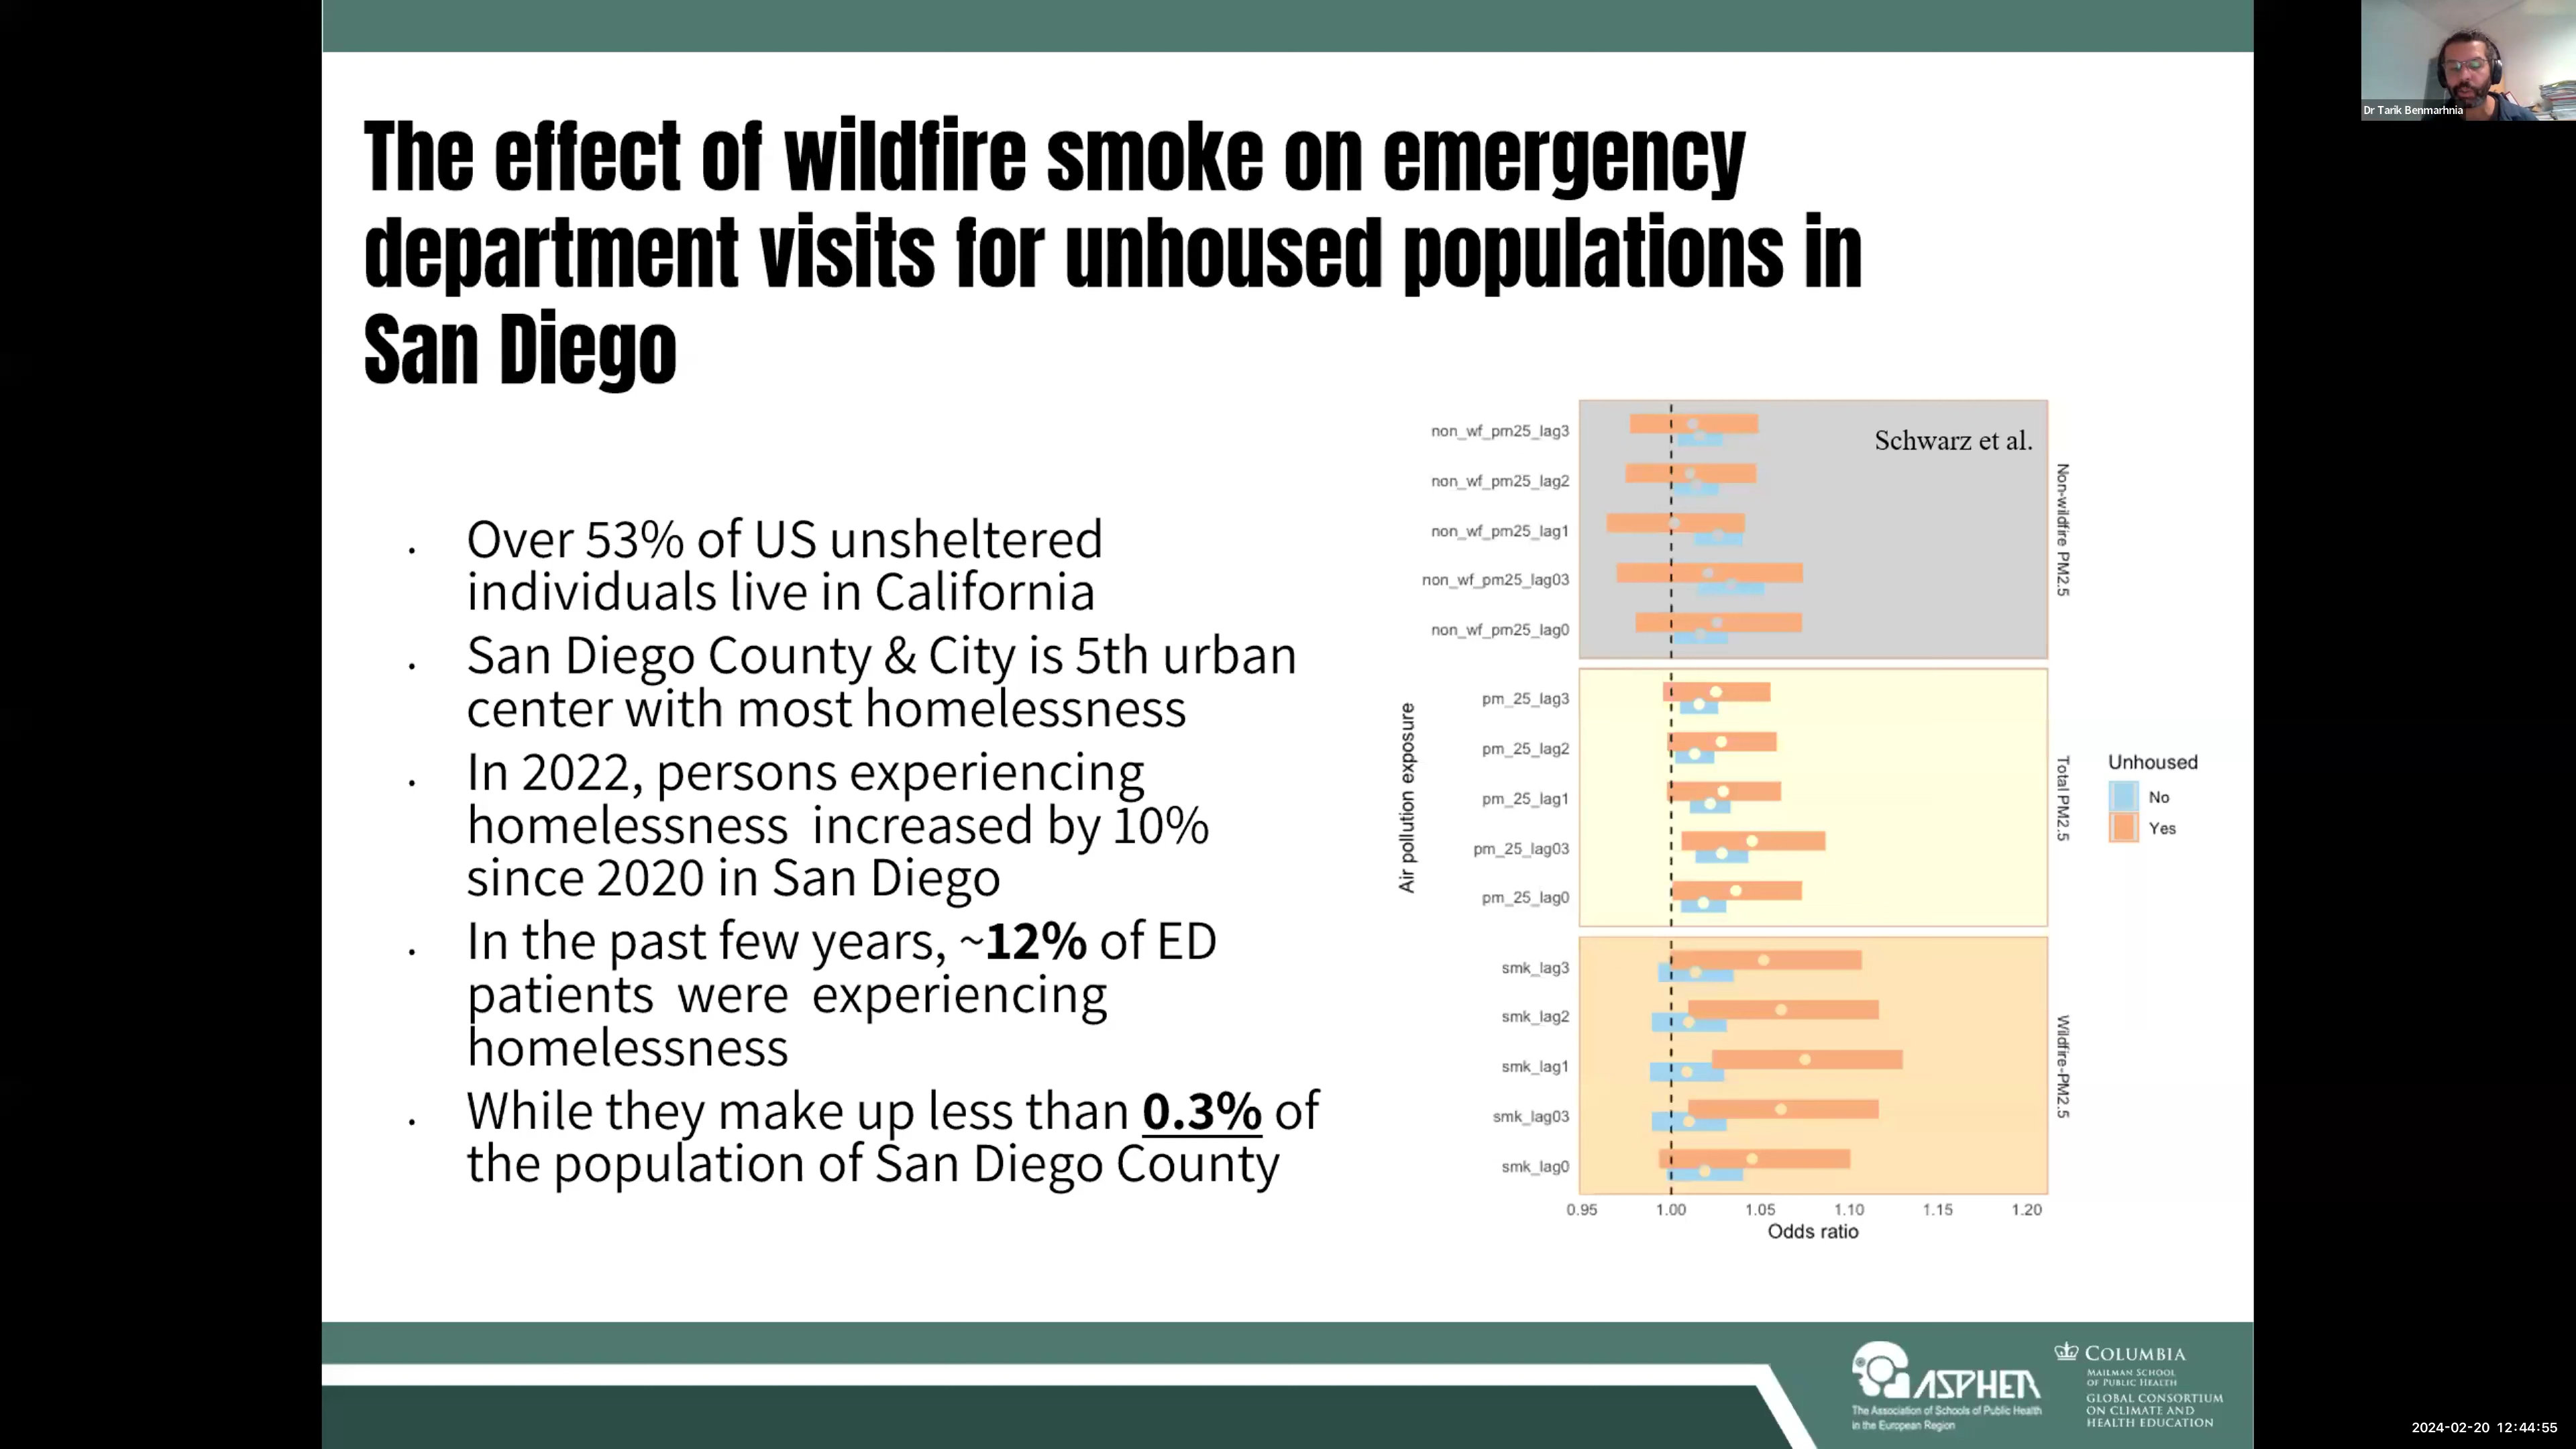 Dr Tarik Benmarhnia
The effect of wildfire smoke on emergency
department visits for unhoused populations in
San Diego
• Over 53% of US unsheltered
individuals live in California
• San Diego County & City is 5th urban
center with most homelessness
• In 2022, persons experiencing
homelessness increased by 10%
since 2020 in San Diego
• In the past few years, ~12% of ED
patients were experiencing
homelessness
• While they make up less than 0.3% of
the population of San Diego County
Schwarz et al.
non_wf_pm25_lag3
non_wf_pm25_lag2
non_wf_pm25_lag1
non_wf_pm25_lag03
non_wf_pm25_lag0
Non-wildfire PM2.5
Air pollution exposure
pm_25_lag3
pm_25_lag2
pm_25_lag1
pm_25_lag03
pm_25_lag0
Total PM2.5
smk_lag3
smk_lag2
smk_lag1
smk_lag03
smk_lag0
Wildfire-PM2.5
0.95 1.00 1.05 1.10 1.15 1.20
Odds ratio
Unhoused
No
Yes
ASPHER
The Association of Schools of Public Health
in the European Region
COLUMBIA
MAILMAN SCHOOL
OF PUBLIC HEALTH
GLOBAL CONSORTIUM
ON CLIMATE AND
HEALTH EDUCATION
2024-02-20 12:44:55